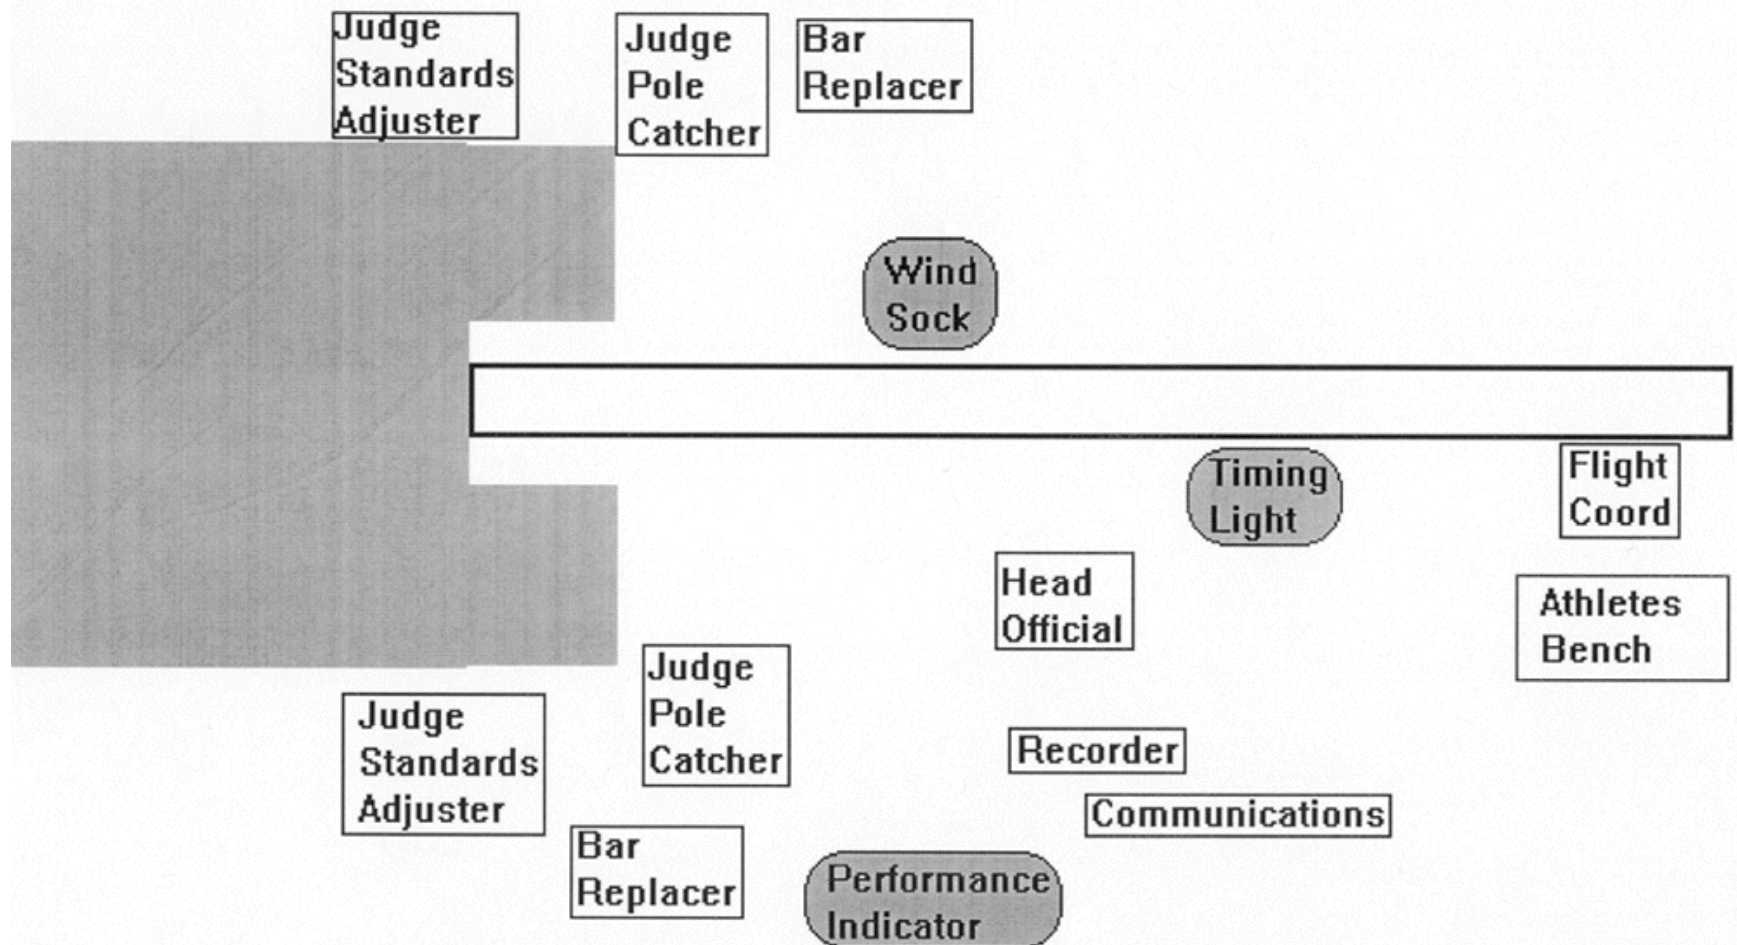 Judge
Standards
Adjuster
Judge
Pole
Catcher
Bar
Replacer
Wind
Sock
Timing
Light
Flight
Coord
Head
Official
Athletes
Bench
Judge
Pole
Catcher
Judge
Standards
Adjuster
Recorder
Communications
Bar
Replacer
Performance
Indicator